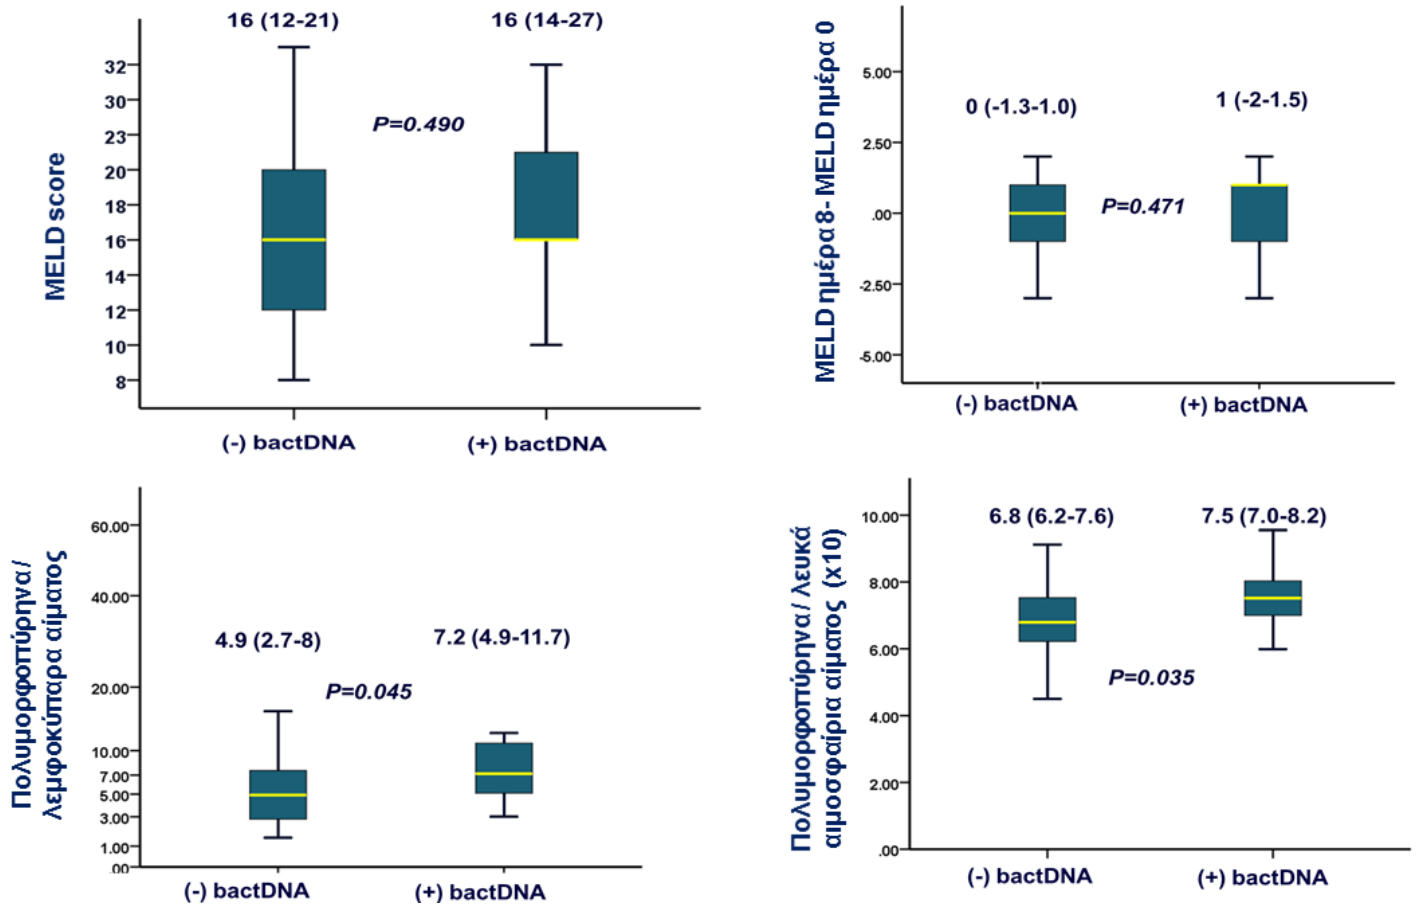 16 (12-21)
16 (14-27)
P=0.490
MELD score
32
30
23
20
18
16
14
12
10
8
(-) bactDNA
(+) bactDNA
MELD ημέρα 8- MELD ημέρα 0
5.00
2.50
.00
-2.50
-5.00
0 (-1.3-1.0)
1 (-2-1.5)
P=0.471
(-) bactDNA
(+) bactDNA
Πολυμορφοπύρηνα/
λεμφοκύτταρα αίματος
60.00
40.00
20.00
10.00
7.00
5.00
3.00
1.00
.00
4.9 (2.7-8)
7.2 (4.9-11.7)
P=0.045
(-) bactDNA
(+) bactDNA
Πολυμορφοπύρηνα/ λευκά
αιμοσφαίρια αίματος (x10)
10.00
8.00
6.00
4.00
2.00
.00
6.8 (6.2-7.6)
7.5 (7.0-8.2)
P=0.035
(-) bactDNA
(+) bactDNA